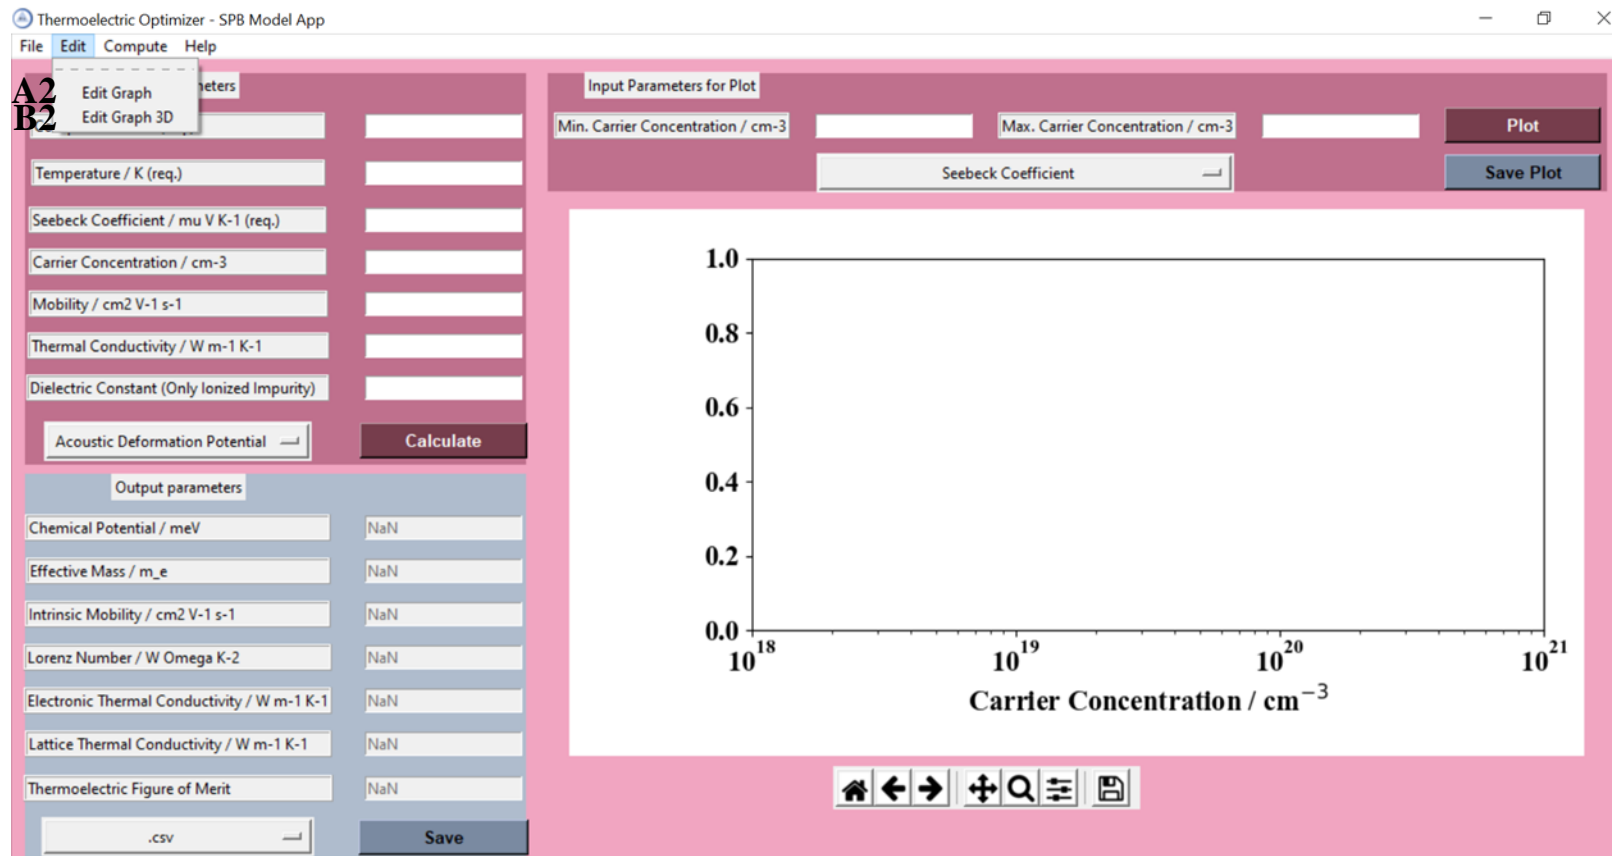 Thermoelectric Optimizer - SPB Model App
File Edit Compute Help
A2 Edit Graph
B2 Edit Graph 3D
Temperature / K (req.)
Seebeck Coefficient / mu V K-1 (req.)
Carrier Concentration / cm-3
Mobility / cm2 V-1 s-1
Thermal Conductivity / W m-1 K-1
Dielectric Constant (Only Ionized Impurity)
Acoustic Deformation Potential Calculate
Output parameters
Chemical Potential / meV NaN
Effective Mass / m_e NaN
Intrinsic Mobility / cm2 V-1 s-1 NaN
Lorenz Number / W Omega K-2 NaN
Electronic Thermal Conductivity / W m-1 K-1 NaN
Lattice Thermal Conductivity / W m-1 K-1 NaN
Thermoelectric Figure of Merit NaN
.csv Save
Input Parameters for Plot
Min. Carrier Concentration / cm-3 Max. Carrier Concentration / cm-3 Plot
Seebeck Coefficient Save Plot
1.0
0.8
0.6
0.4
0.2
0.0
10^18 10^19 10^20 10^21
Carrier Concentration / cm^−3